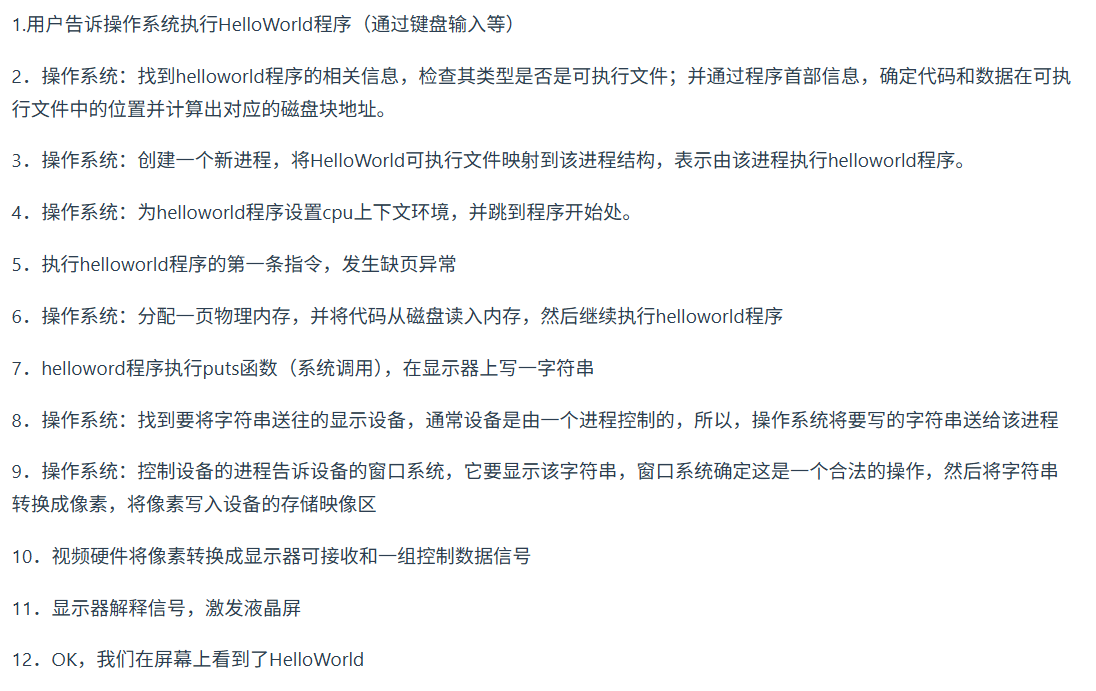 1.用户告诉操作系统执行HelloWorld程序（通过键盘输入等）
2．操作系统：找到helloworld程序的相关信息，检查其类型是否是可执行文件；并通过程序首部信息，确定代码和数据在可执
行文件中的位置并计算出对应的磁盘块地址。
3．操作系统：创建一个新进程，将HelloWorld可执行文件映射到该进程结构，表示由该进程执行helloworld程序。
4．操作系统：为helloworld程序设置cpu上下文环境，并跳到程序开始处。
5．执行helloworld程序的第一条指令，发生缺页异常
6．操作系统：分配一页物理内存，并将代码从磁盘读入内存，然后继续执行helloworld程序
7．helloword程序执行puts函数（系统调用），在显示器上写一字符串
8．操作系统：找到要将字符串送往的显示设备，通常设备是由一个进程控制的，所以，操作系统将要写的字符串送给该进程
9．操作系统：控制设备的进程告诉设备的窗口系统，它要显示该字符串，窗口系统确定这是一个合法的操作，然后将字符串
转换成像素，将像素写入设备的存储映像区
10．视频硬件将像素转换成显示器可接收和一组控制数据信号
11．显示器解释信号，激发液晶屏
12．OK，我们在屏幕上看到了HelloWorld